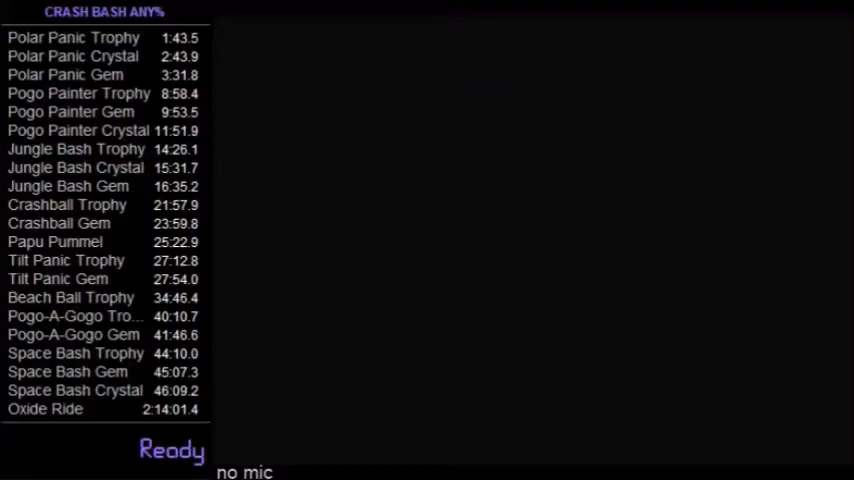 CRASH BASH ANY%
Polar Panic Trophy 1:43.5
Polar Panic Crystal 2:43.9
Polar Panic Gem 3:31.8
Pogo Painter Trophy 8:58.4
Pogo Painter Gem 9:53.5
Pogo Painter Crystal 11:51.9
Jungle Bash Trophy 14:26.1
Jungle Bash Crystal 15:31.7
Jungle Bash Gem 16:35.2
Crashball Trophy 21:57.9
Crashball Gem 23:59.8
Papu Pummel 25:22.9
Tilt Panic Trophy 27:12.8
Tilt Panic Gem 27:54.0
Beach Ball Trophy 34:46.4
Pogo-A-Gogo Tro... 40:10.7
Pogo-A-Gogo Gem 41:46.6
Space Bash Trophy 44:10.0
Space Bash Gem 45:07.3
Space Bash Crystal 46:09.2
Oxide Ride 2:14:01.4
Ready
no mic